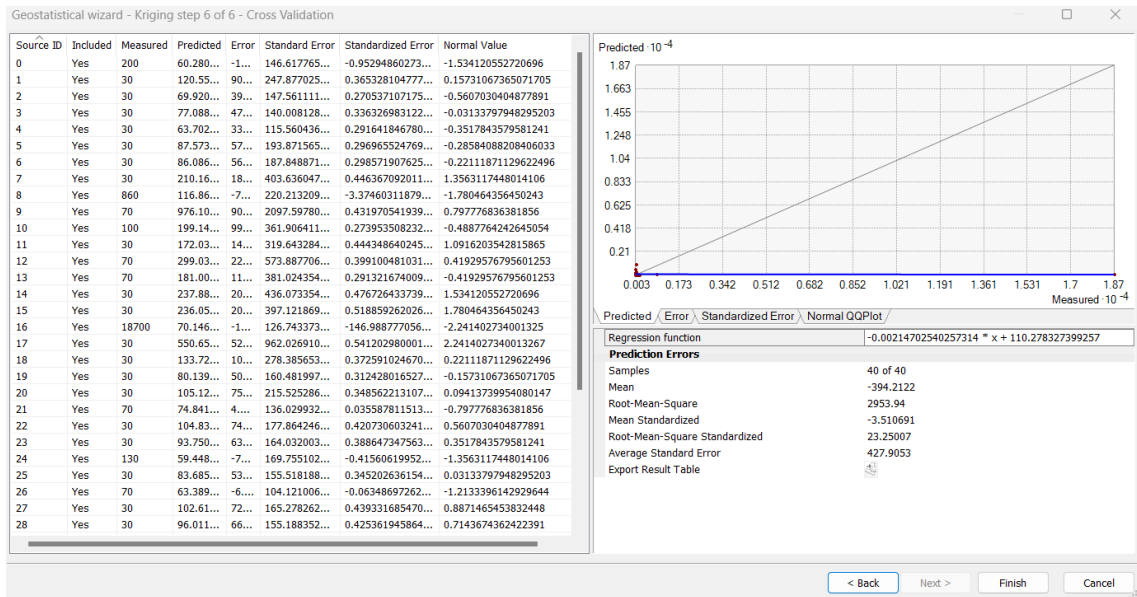 Geostatistical wizard - Kriging step 6 of 6 - Cross Validation
Source ID Included Measured Predicted Error Standard Error Standardized Error Normal Value
0 Yes 200 60.280... -1... 146.617765... -0.95294860273... -1.534120552720696
1 Yes 30 120.55... 90... 247.877025... 0.365328104777... 0.15731067365071705
2 Yes 30 69.920... 39... 147.561111... 0.270537107175... -0.5607030404877891
3 Yes 30 77.088... 47... 140.008128... 0.336326983122... -0.03133797948295203
4 Yes 30 63.702... 33... 115.560436... 0.291641846780... -0.3517843579581241
5 Yes 30 87.573... 57... 193.871565... 0.296965524769... -0.28584088208406033
6 Yes 30 86.086... 56... 187.848871... 0.298571907625... -0.22111871129622496
7 Yes 30 210.16... 18... 403.636047... 0.446367092011... 1.3563117448014106
8 Yes 860 116.86... -7... 220.213209... -3.37460311879... -1.780464356450243
9 Yes 70 976.10... 90... 2097.59780... 0.431970541939... 0.797776836381856
10 Yes 100 199.14... 99... 361.906411... 0.273953508232... -0.4887764242645054
11 Yes 30 172.03... 14... 319.643284... 0.444348640245... 1.0916203542815865
12 Yes 70 299.03... 22... 573.887706... 0.399100481031... 0.41929576795601253
13 Yes 70 181.00... 11... 381.024354... 0.291321674009... -0.41929576795601253
14 Yes 30 237.88... 20... 436.073354... 0.476726433739... 1.534120552720696
15 Yes 30 236.05... 20... 397.121869... 0.518859262026... 1.780464356450243
16 Yes 18700 70.146... -1... 126.743373... -146.988777056... -2.241402734001325
17 Yes 30 550.65... 52... 962.026910... 0.541202980001... 2.2414027340013267
18 Yes 30 133.72... 10... 278.385653... 0.372591024670... 0.22111871129622496
19 Yes 30 80.139... 50... 160.481997... 0.312428016527... -0.15731067365071705
20 Yes 30 105.12... 75... 215.525286... 0.348562213107... 0.09413739954080147
21 Yes 70 74.841... 4.... 136.029932... 0.035587811513... -0.797776836381856
22 Yes 30 104.83... 74... 177.864246... 0.420730603241... 0.5607030404877891
23 Yes 30 93.750... 63... 164.032003... 0.388647347563... 0.3517843579581241
24 Yes 130 59.448... -7... 169.755102... -0.41560619952... -1.3563117448014106
25 Yes 30 83.685... 53... 155.518188... 0.345202636154... 0.03133797948295203
26 Yes 70 63.389... -6.... 104.121006... -0.06348697262... -1.2133396142929644
27 Yes 30 102.61... 72... 165.278262... 0.439331685470... 0.8871465453832448
28 Yes 30 96.011... 66... 155.188352... 0.425361945864... 0.7143674362422391
Predicted ·10 -4
1.87
1.663
1.455
1.248
1.04
0.833
0.625
0.418
0.21
0.003 0.173 0.342 0.512 0.682 0.852 1.021 1.191 1.361 1.531 1.7 1.87
Measured ·10 -4
Predicted Error Standardized Error Normal QQPlot
Regression function -0.00214702540257314 * x + 110.278327399257
Prediction Errors
Samples 40 of 40
Mean -394.2122
Root-Mean-Square 2953.94
Mean Standardized -3.510691
Root-Mean-Square Standardized 23.25007
Average Standard Error 427.9053
Export Result Table
< Back Next > Finish Cancel